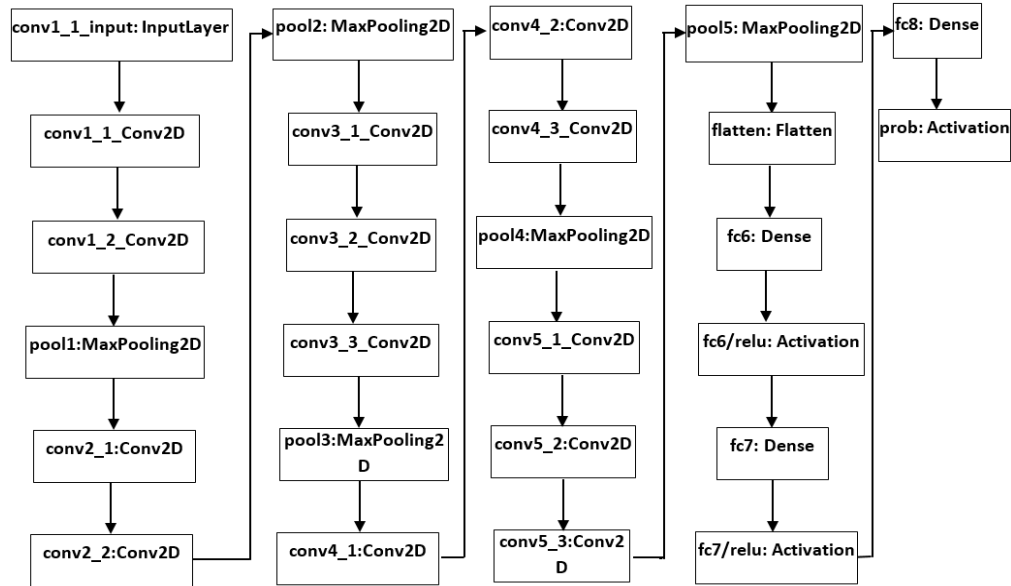 conv1_1_input: InputLayer
conv1_1_Conv2D
conv1_2_Conv2D
pool1:MaxPooling2D
conv2_1:Conv2D
conv2_2:Conv2D
pool2: MaxPooling2D
conv3_1_Conv2D
conv3_2_Conv2D
conv3_3_Conv2D
pool3:MaxPooling2
D
conv4_1:Conv2D
conv4_2:Conv2D
conv4_3_Conv2D
pool4:MaxPooling2D
conv5_1_Conv2D
conv5_2:Conv2D
conv5_3:Conv2
D
pool5: MaxPooling2D
flatten: Flatten
fc6: Dense
fc6/relu: Activation
fc7: Dense
fc7/relu: Activation
fc8: Dense
prob: Activation